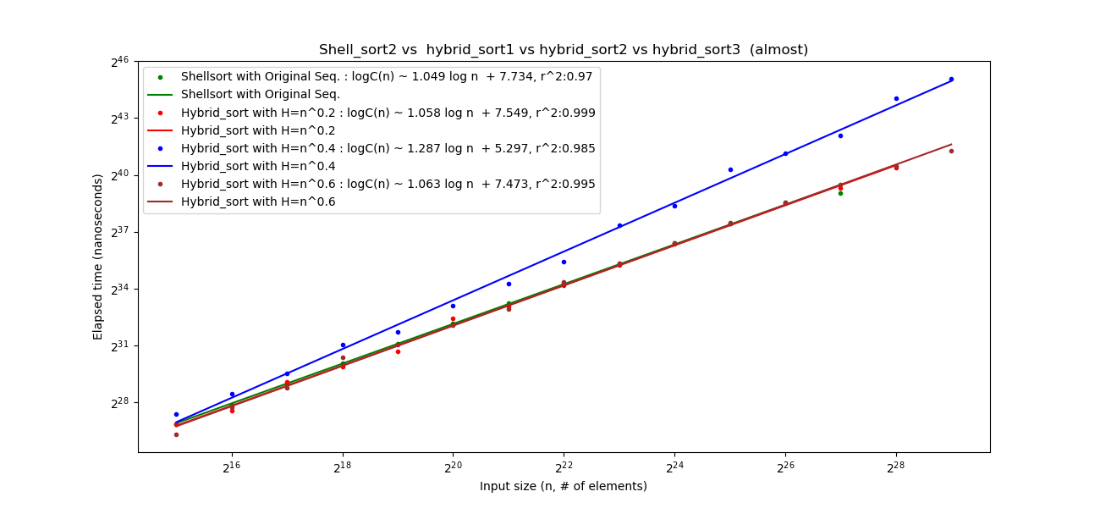 Shell_sort2 vs  hybrid_sort1 vs hybrid_sort2 vs hybrid_sort3  (almost)
Shellsort with Original Seq. : logC(n) ~ 1.049 log n  + 7.734, r^2:0.97
Shellsort with Original Seq.
Hybrid_sort with H=n^0.2 : logC(n) ~ 1.058 log n  + 7.549, r^2:0.999
Hybrid_sort with H=n^0.2
Hybrid_sort with H=n^0.4 : logC(n) ~ 1.287 log n  + 5.297, r^2:0.985
Hybrid_sort with H=n^0.4
Hybrid_sort with H=n^0.6 : logC(n) ~ 1.063 log n  + 7.473, r^2:0.995
Hybrid_sort with H=n^0.6
Elapsed time (nanoseconds)
2^46
2^43
2^40
2^37
2^34
2^31
2^28
2^16 2^18 2^20 2^22 2^24 2^26 2^28
Input size (n, # of elements)